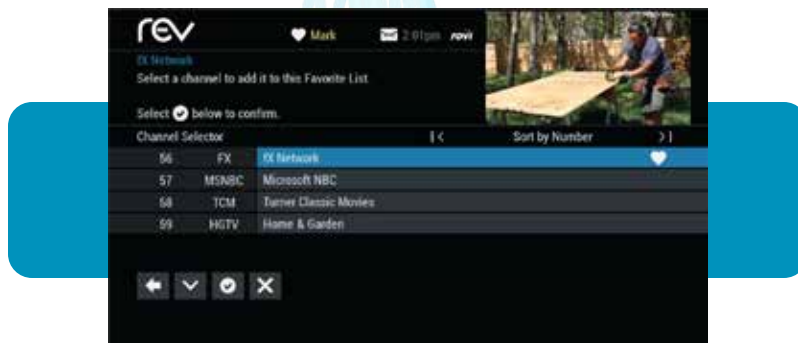 rev Mark 2:01pm rovi
fX Network
Select a channel to add it to this Favorite List.
Select below to confirm.
Channel Selector Sort by Number
56 FX fX Network
57 MSNBC Microsoft NBC
58 TCM Turner Classic Movies
59 HGTV Home & Garden